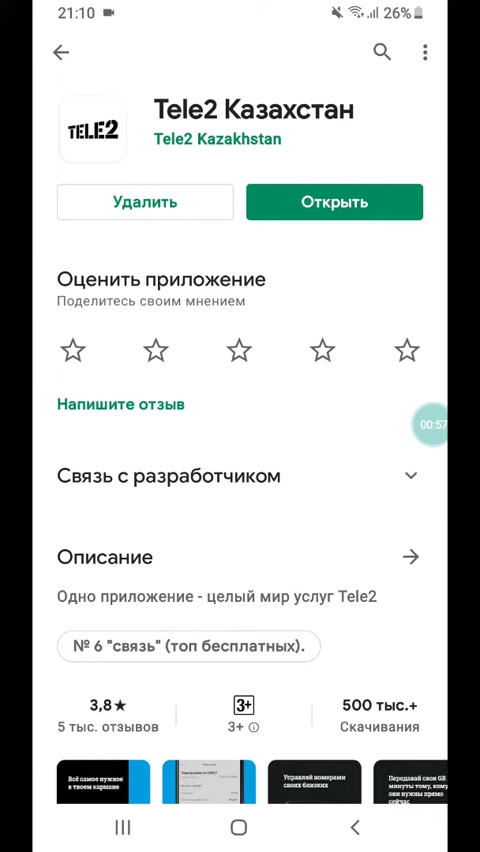 21:10
26%
TELE2
Tele2 Казахстан
Tele2 Kazakhstan
Удалить
Открыть
Оценить приложение
Поделитесь своим мнением
Напишите отзыв
00:57
Связь с разработчиком
Описание
Одно приложение - целый мир услуг Tele2
№ 6 "связь" (топ бесплатных).
3,8★
3+
500 тыс.+
5 тыс. отзывов
3+
Скачивания
Всё самое нужное
в твоем кармане
Управляй номерами
своих близких
Передавай свои GB
минуты тому, кому
они нужны прямо
сейчас